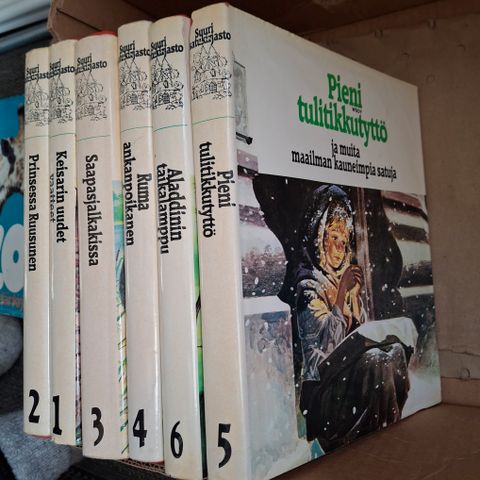 Suuri
satukirjasto
Prinsessa Ruusunen
2
Suuri
satukirjasto
Keisarin uudet
vaatteet
1
Suuri
satukirjasto
Saapasjalkakissa
3
Suuri
satukirjasto
Ruma
ankanpoikanen
4
Suuri
satukirjasto
Aladdinin
taikalamppu
6
Suuri
satukirjasto
Pieni
tulitikkutyttö
5
Pieni
tulitikkutyttö
ja muita
maailman kauneimpia satuja